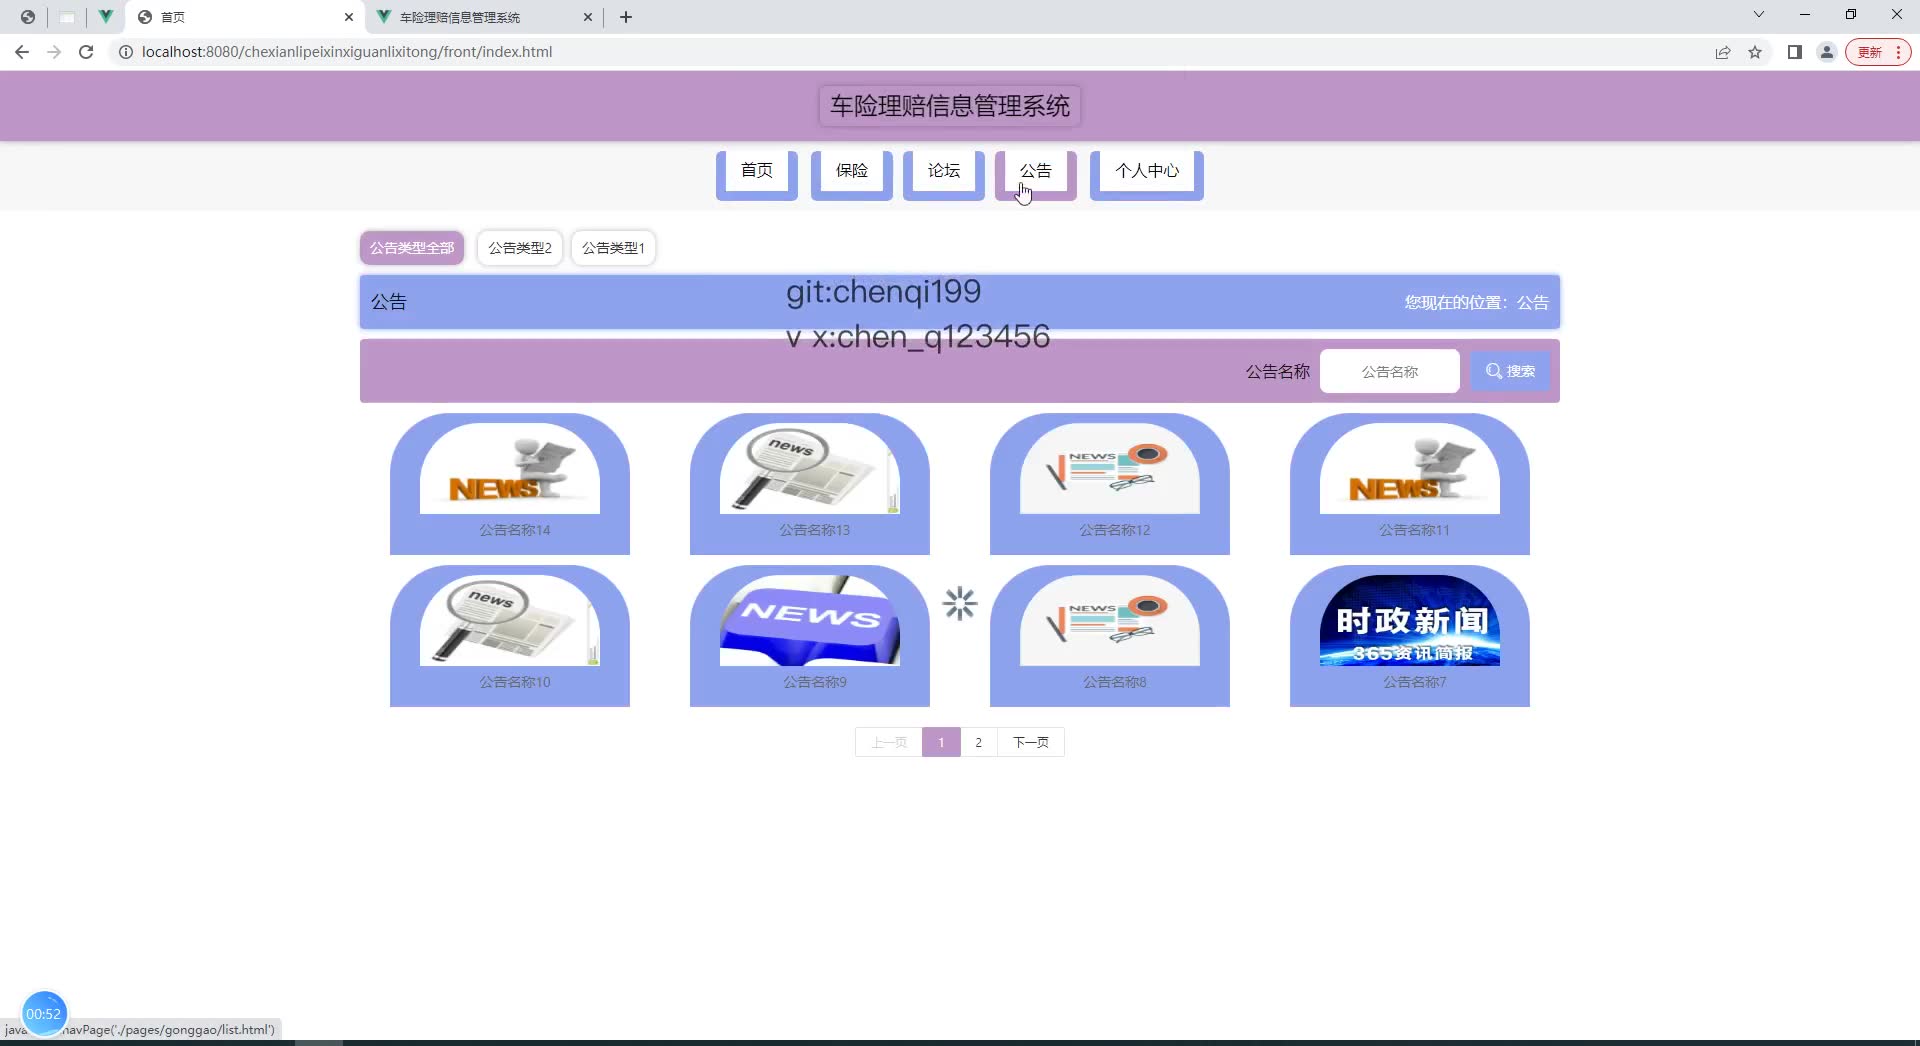 首页
车险理赔信息管理系统
localhost:8080/chexianlipeixinxiguanlixitong/front/index.html
更新
车险理赔信息管理系统
首页
保险
论坛
公告
个人中心
公告类型全部
公告类型2
公告类型1
公告
您现在的位置：公告
git:chenqi199
v x:chen_q123456
公告名称
公告名称
搜索
NEWS
news
NEWS
NEWS
公告名称14
公告名称13
公告名称12
公告名称11
news
NEWS
NEWS
时政新闻
365资讯简报
公告名称10
公告名称9
公告名称8
公告名称7
上一页
1
2
下一页
00:52
navPage('./pages/gonggao/list.html')